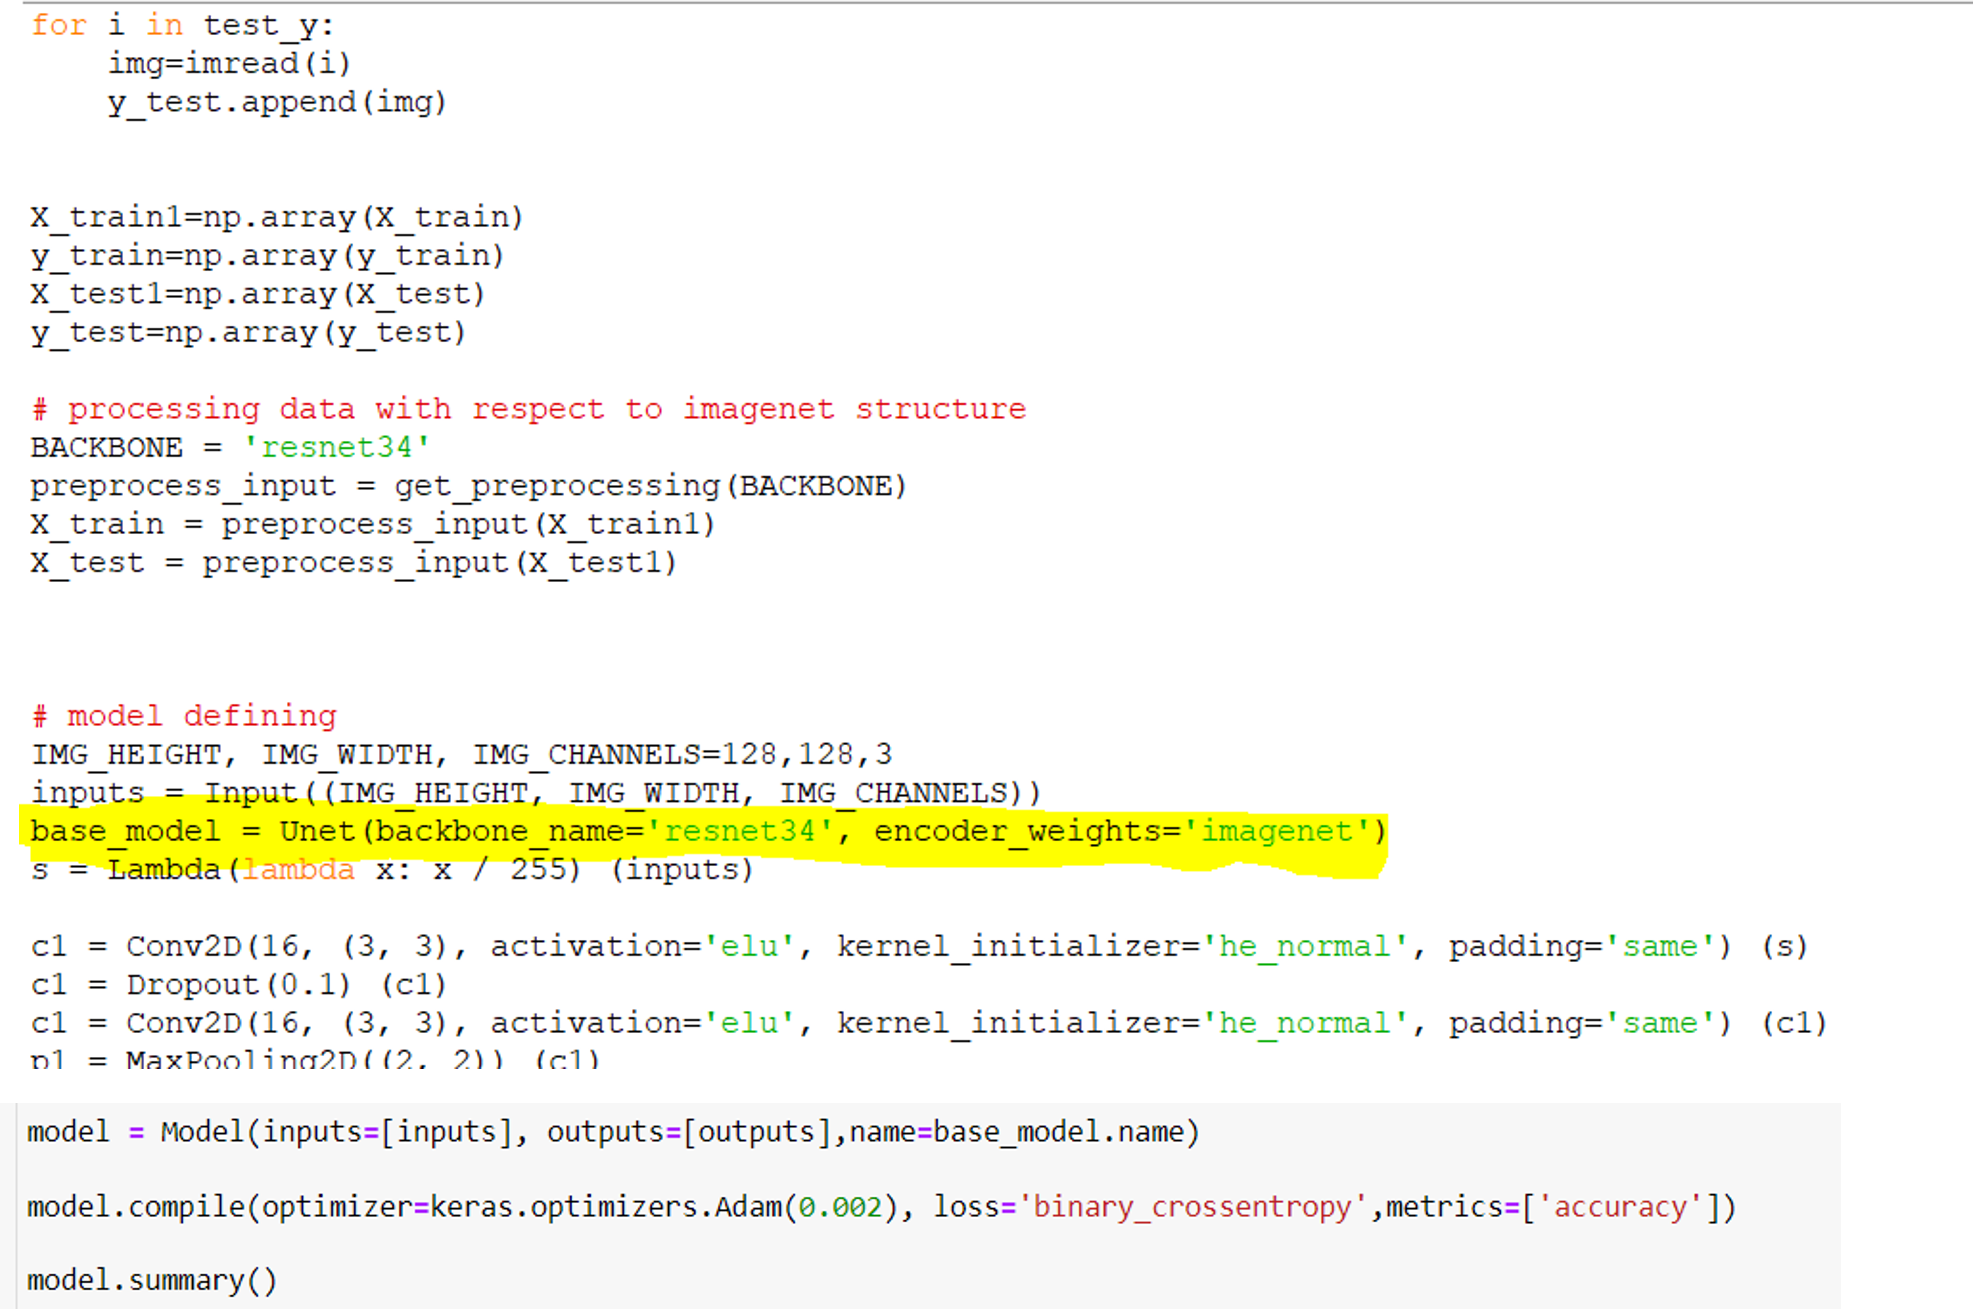 for i in test_y:
    img=imread(i)
    y_test.append(img)
X_train1=np.array(X_train)
y_train=np.array(y_train)
X_test1=np.array(X_test)
y_test=np.array(y_test)
# processing data with respect to imagenet structure
BACKBONE = 'resnet34'
preprocess_input = get_preprocessing(BACKBONE)
X_train = preprocess_input(X_train1)
X_test = preprocess_input(X_test1)
# model defining
IMG_HEIGHT, IMG_WIDTH, IMG_CHANNELS=128,128,3
inputs = Input((IMG_HEIGHT, IMG_WIDTH, IMG_CHANNELS))
base_model = Unet(backbone_name='resnet34', encoder_weights='imagenet')
s = Lambda(lambda x: x / 255) (inputs)
c1 = Conv2D(16, (3, 3), activation='elu', kernel_initializer='he_normal', padding='same') (s)
c1 = Dropout(0.1) (c1)
c1 = Conv2D(16, (3, 3), activation='elu', kernel_initializer='he_normal', padding='same') (c1)
p1 = MaxPooling2D((2, 2)) (c1)
model = Model(inputs=[inputs], outputs=[outputs],name=base_model.name)
model.compile(optimizer=keras.optimizers.Adam(0.002), loss='binary_crossentropy',metrics=['accuracy'])
model.summary()